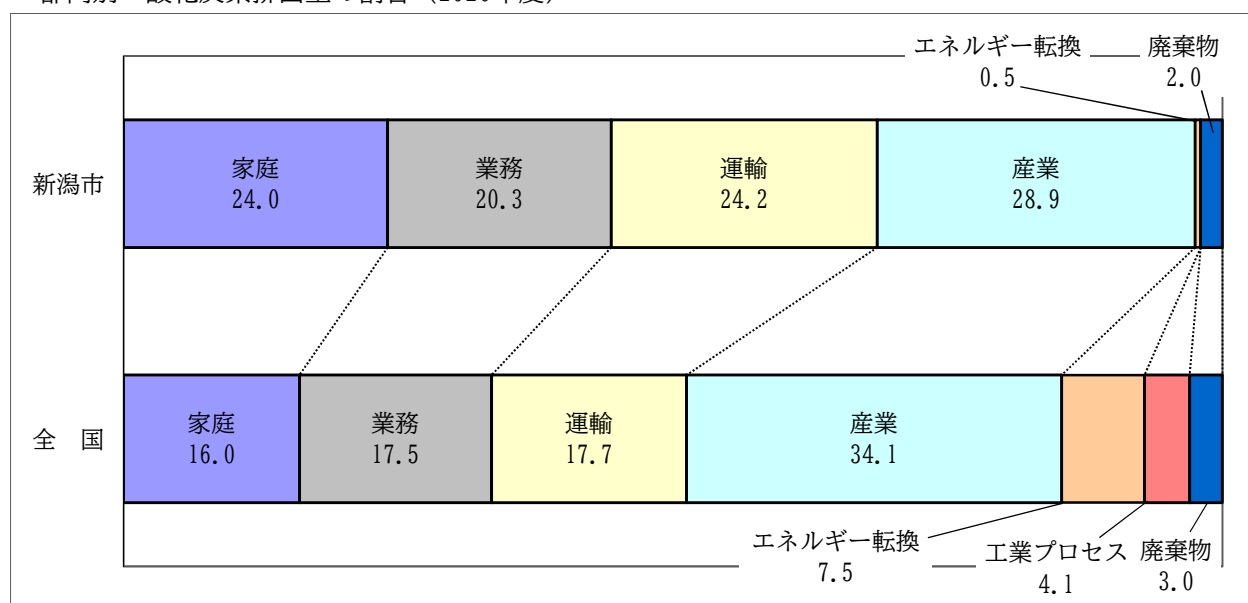 エネルギー転換
0.5
廃棄物
2.0
新潟市
家庭
24.0
業務
20.3
運輸
24.2
産業
28.9
全　国
家庭
16.0
業務
17.5
運輸
17.7
産業
34.1
エネルギー転換
7.5
工業プロセス
4.1
廃棄物
3.0